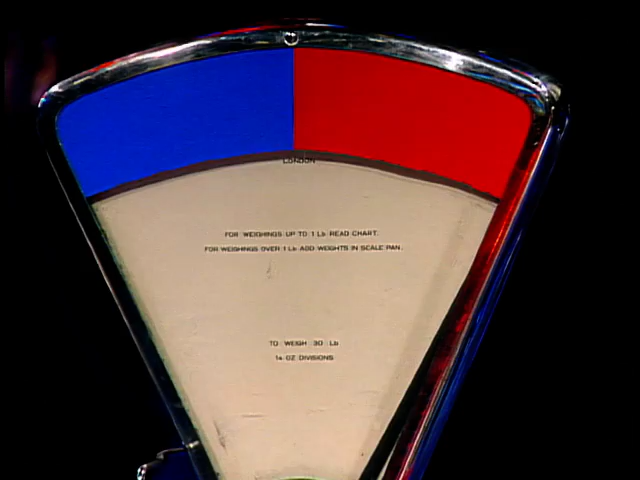 LONDON
FOR WEIGHINGS UP TO 1 Lb READ CHART.
FOR WEIGHINGS OVER 1 Lb ADD WEIGHTS IN SCALE PAN.
TO WEIGH 30 Lb
1/4 OZ DIVISIONS